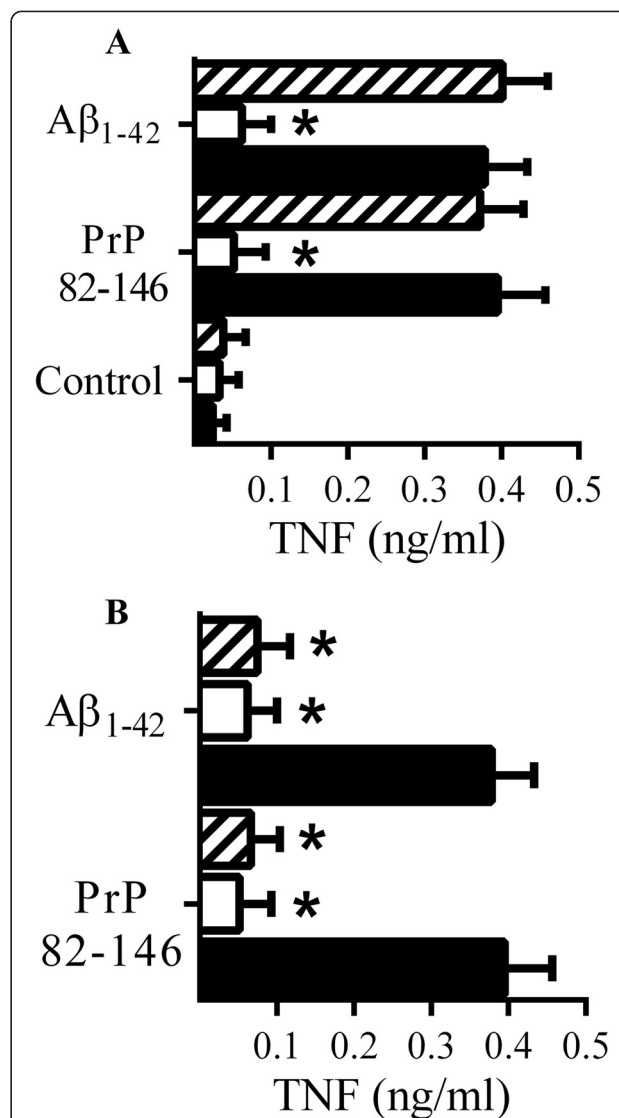 A
Aβ1-42
*
PrP
82-146
*
Control
0.1 0.2 0.3 0.4 0.5
TNF (ng/ml)
B
*
Aβ1-42
*
*
PrP
*
82-146
0.1 0.2 0.3 0.4 0.5
TNF (ng/ml)